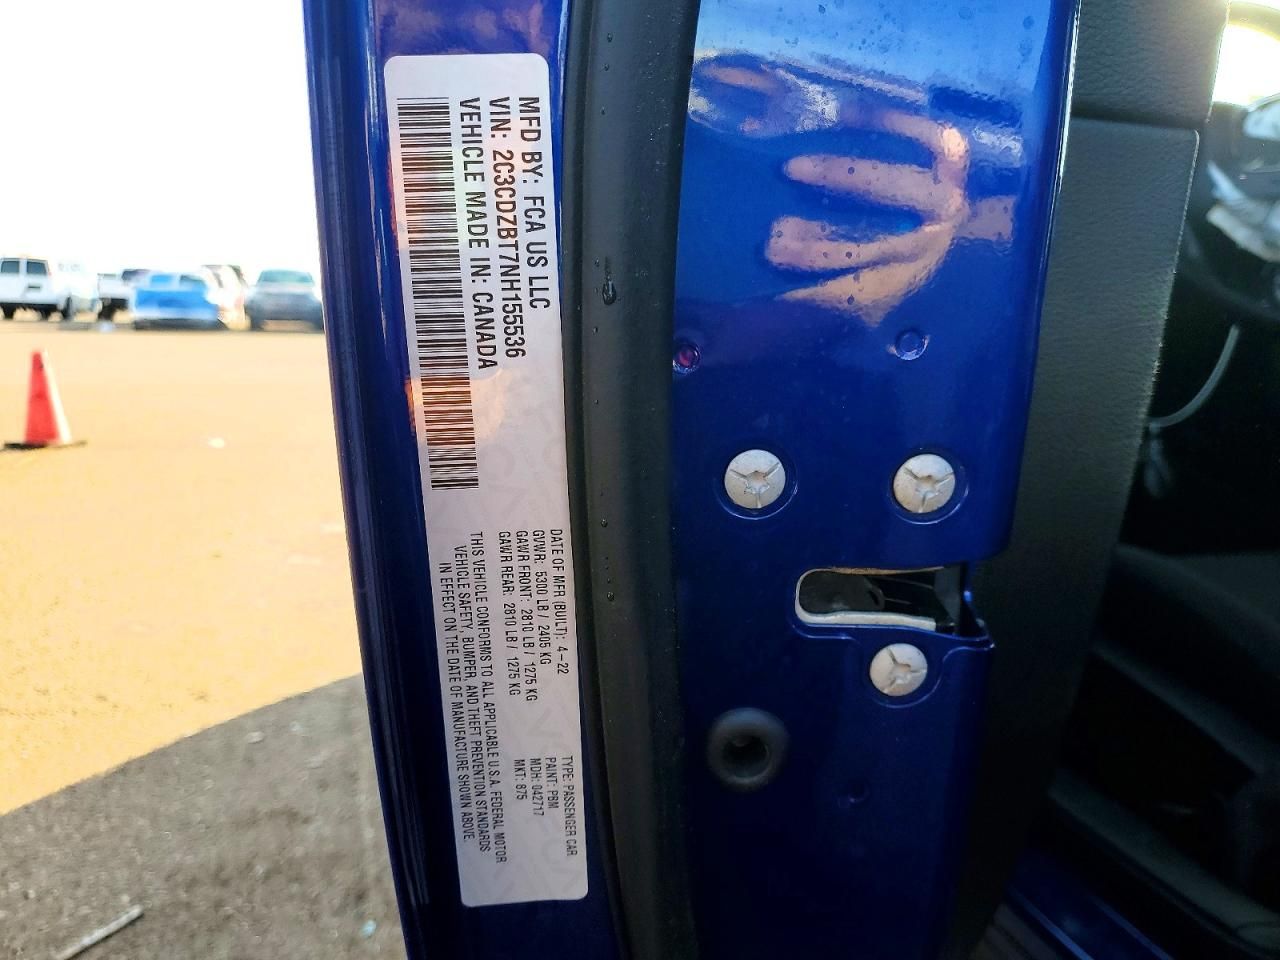 MFD BY: FCA US LLC
VIN: 2C3CDZBT7NH155536
VEHICLE MADE IN: CANADA
DATE OF MFR (BUILT): 4-22
GVWR: 5300 LB / 2405 KG
GAWR FRONT: 2810 LB / 1275 KG
GAWR REAR: 2810 LB / 1275 KG
THIS VEHICLE CONFORMS TO ALL APPLICABLE U.S.A. FEDERAL MOTOR
VEHICLE SAFETY, BUMPER, AND THEFT PREVENTION STANDARDS
IN EFFECT ON THE DATE OF MANUFACTURE SHOWN ABOVE.
TYPE: PASSENGER CAR
PAINT: PBM
MDH: 042717
MKT: 875